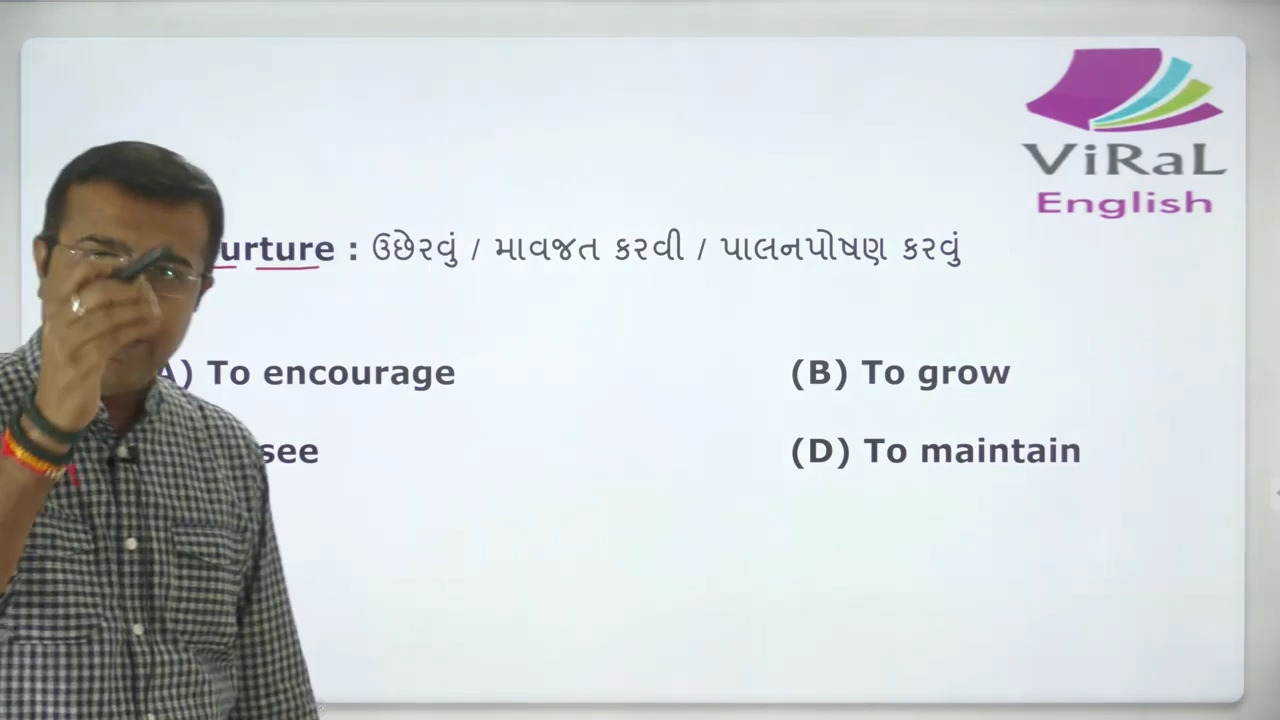 ViRaL
English
urture : ઉછેરવું / માવજત કરવી / પાલનપોષણ કરવું
A) To encourage
(B) To grow
see
(D) To maintain